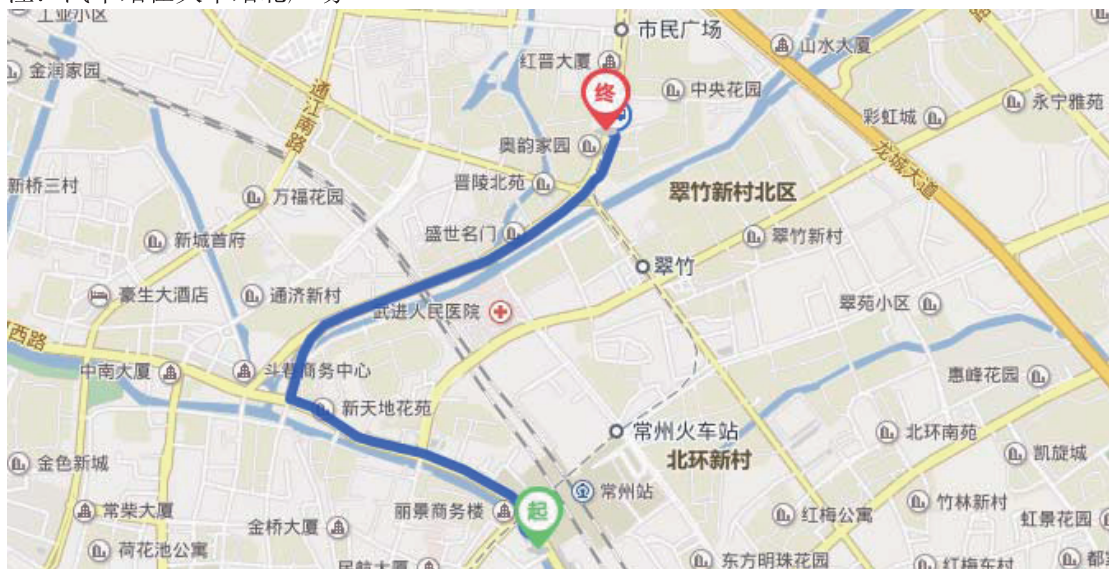 工业小区
市民广场
山水大厦
红晋大厦
金润家园
终
中央花园
永宁雅苑
通江南路
彩虹城
奥韵家园
龙城大道
新桥三村
晋陵北苑
翠竹新村北区
万福花园
盛世名门
翠竹新村
新城首府
翠竹
豪生大酒店
通济新村
武进人民医院
翠苑小区
西路
中南大厦
斗巷商务中心
惠峰花园
新天地花苑
常州火车站
北环南苑
北环新村
凯旋城
金色新城
常州站
常柴大厦
丽景商务楼
起
竹林新村
金桥大厦
红梅公寓
虹景花园
荷花池公寓
民航大厦
东方明珠花园
红梅东村